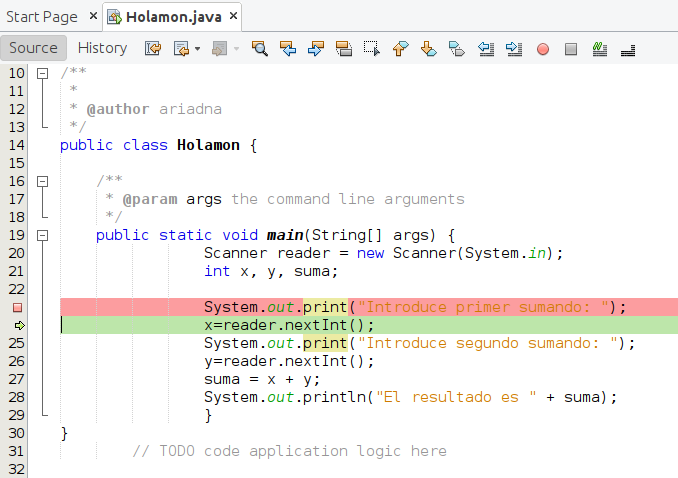 Start Page Holamon.java
Source History
10 /**
11 *
12 * @author ariadna
13 */
14 public class Holamon {
15
16 /**
17 * @param args the command line arguments
18 */
19 public static void main(String[] args) {
20 Scanner reader = new Scanner(System.in);
21 int x, y, suma;
22
System.out.print("Introduce primer sumando: ");
x=reader.nextInt();
25 System.out.print("Introduce segundo sumando: ");
26 y=reader.nextInt();
27 suma = x + y;
28 System.out.println("El resultado es " + suma);
29 }
30 }
31 // TODO code application logic here
32